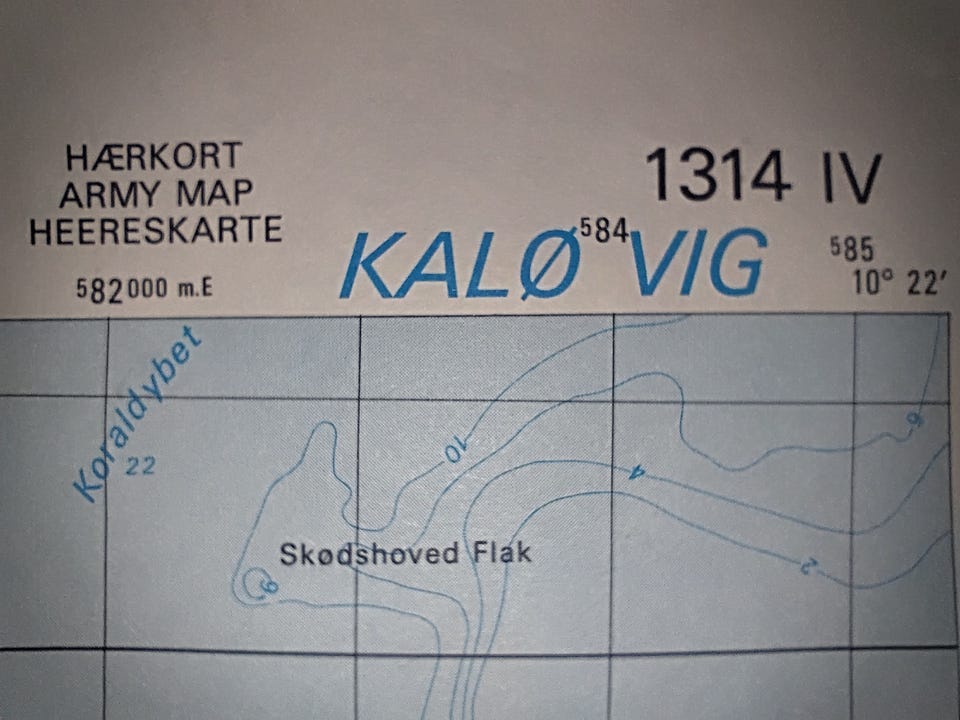 HÆRKORT
ARMY MAP
HEERESKARTE
1314 IV
KALØ VIG
582000 m.E
584
585
10° 22′
Koraldybet
22
10
6
4
Skødshoved Flak
2
6